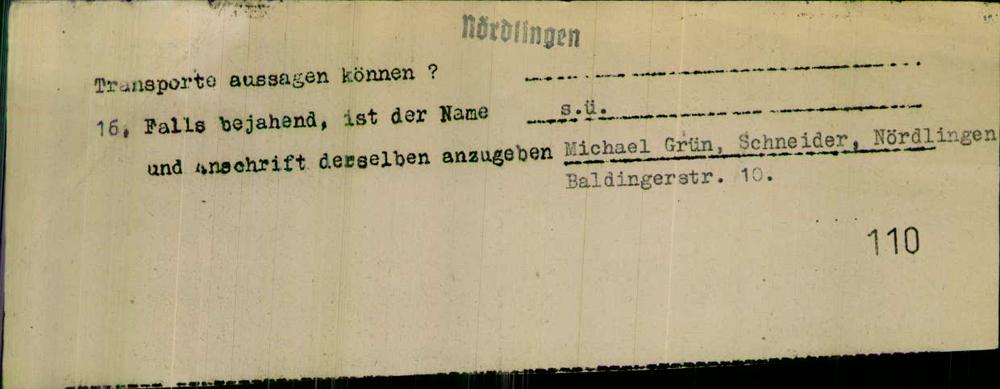 Nördlingen
Transporte aussagen können ?
16. Falls bejahend, ist der Name s.ü.
und Anschrift desselben anzugeben Michael Grün, Schneider, Nördlingen
Baldingerstr. 10.
110